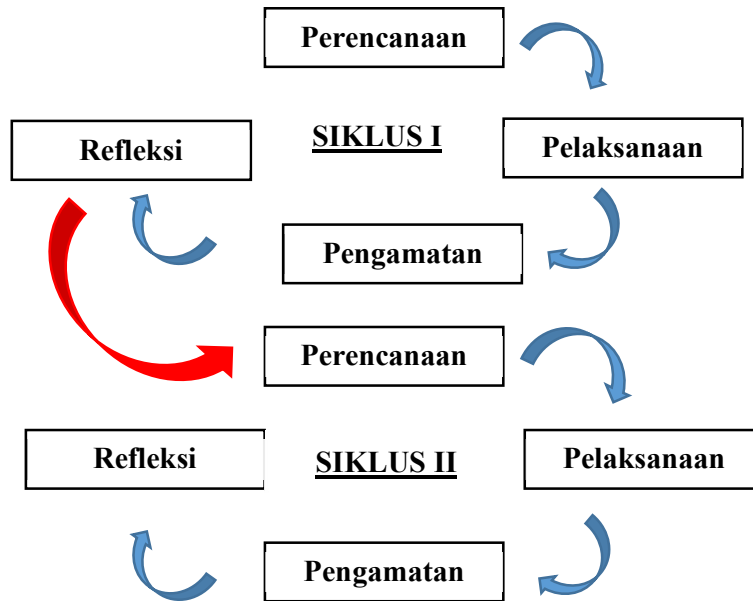 Perencanaan
SIKLUS I
Refleksi
Pelaksanaan
Pengamatan
Perencanaan
Refleksi
SIKLUS II
Pelaksanaan
Pengamatan